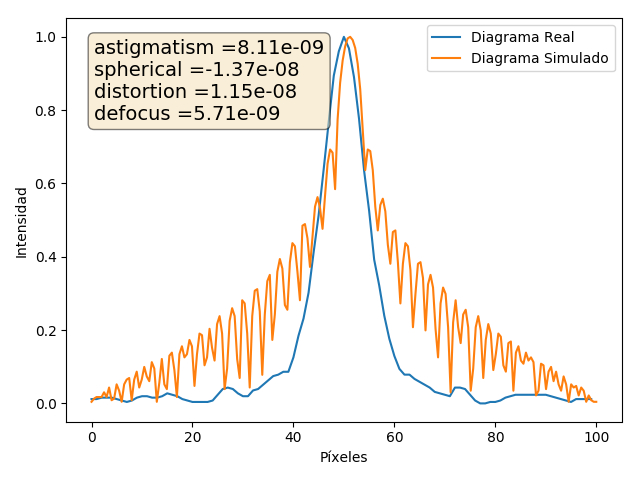 astigmatism =8.11e-09
spherical =-1.37e-08
distortion =1.15e-08
defocus =5.71e-09
Diagrama Real
Diagrama Simulado
1.0
0.8
0.6
0.4
0.2
0.0
Intensidad
0 20 40 60 80 100
Píxeles